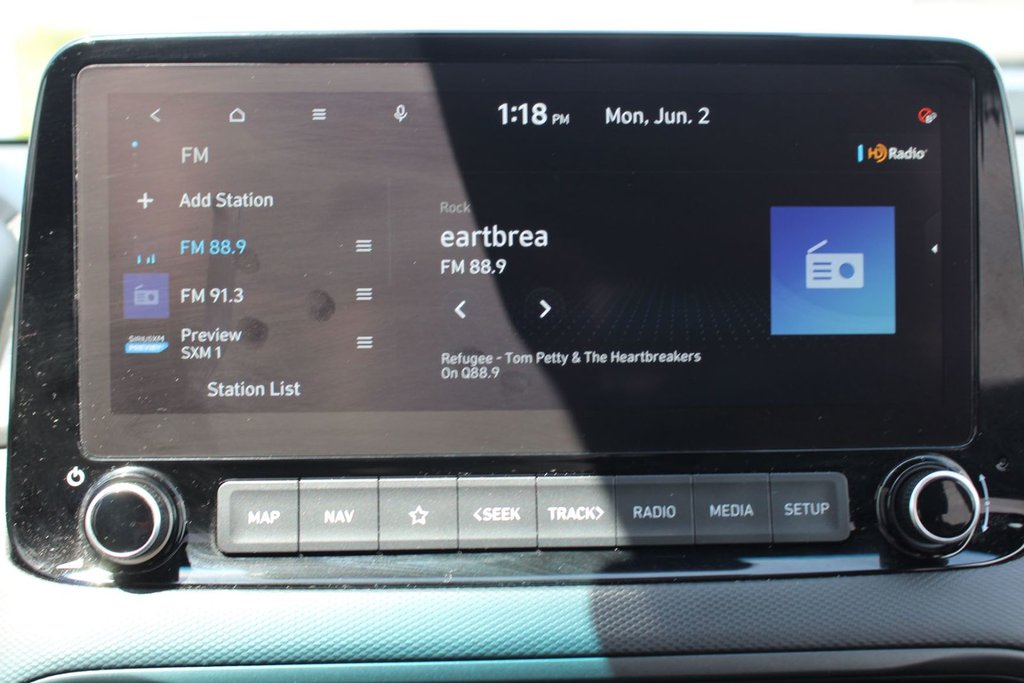 1:18 PM Mon, Jun. 2
FM
HD Radio
Add Station
FM 88.9
FM 91.3
SIRIUSXM
PREVIEW
Preview
SXM 1
Station List
Rock
eartbrea
FM 88.9
Refugee - Tom Petty & The Heartbreakers
On Q88.9
MAP NAV <SEEK TRACK> RADIO MEDIA SETUP